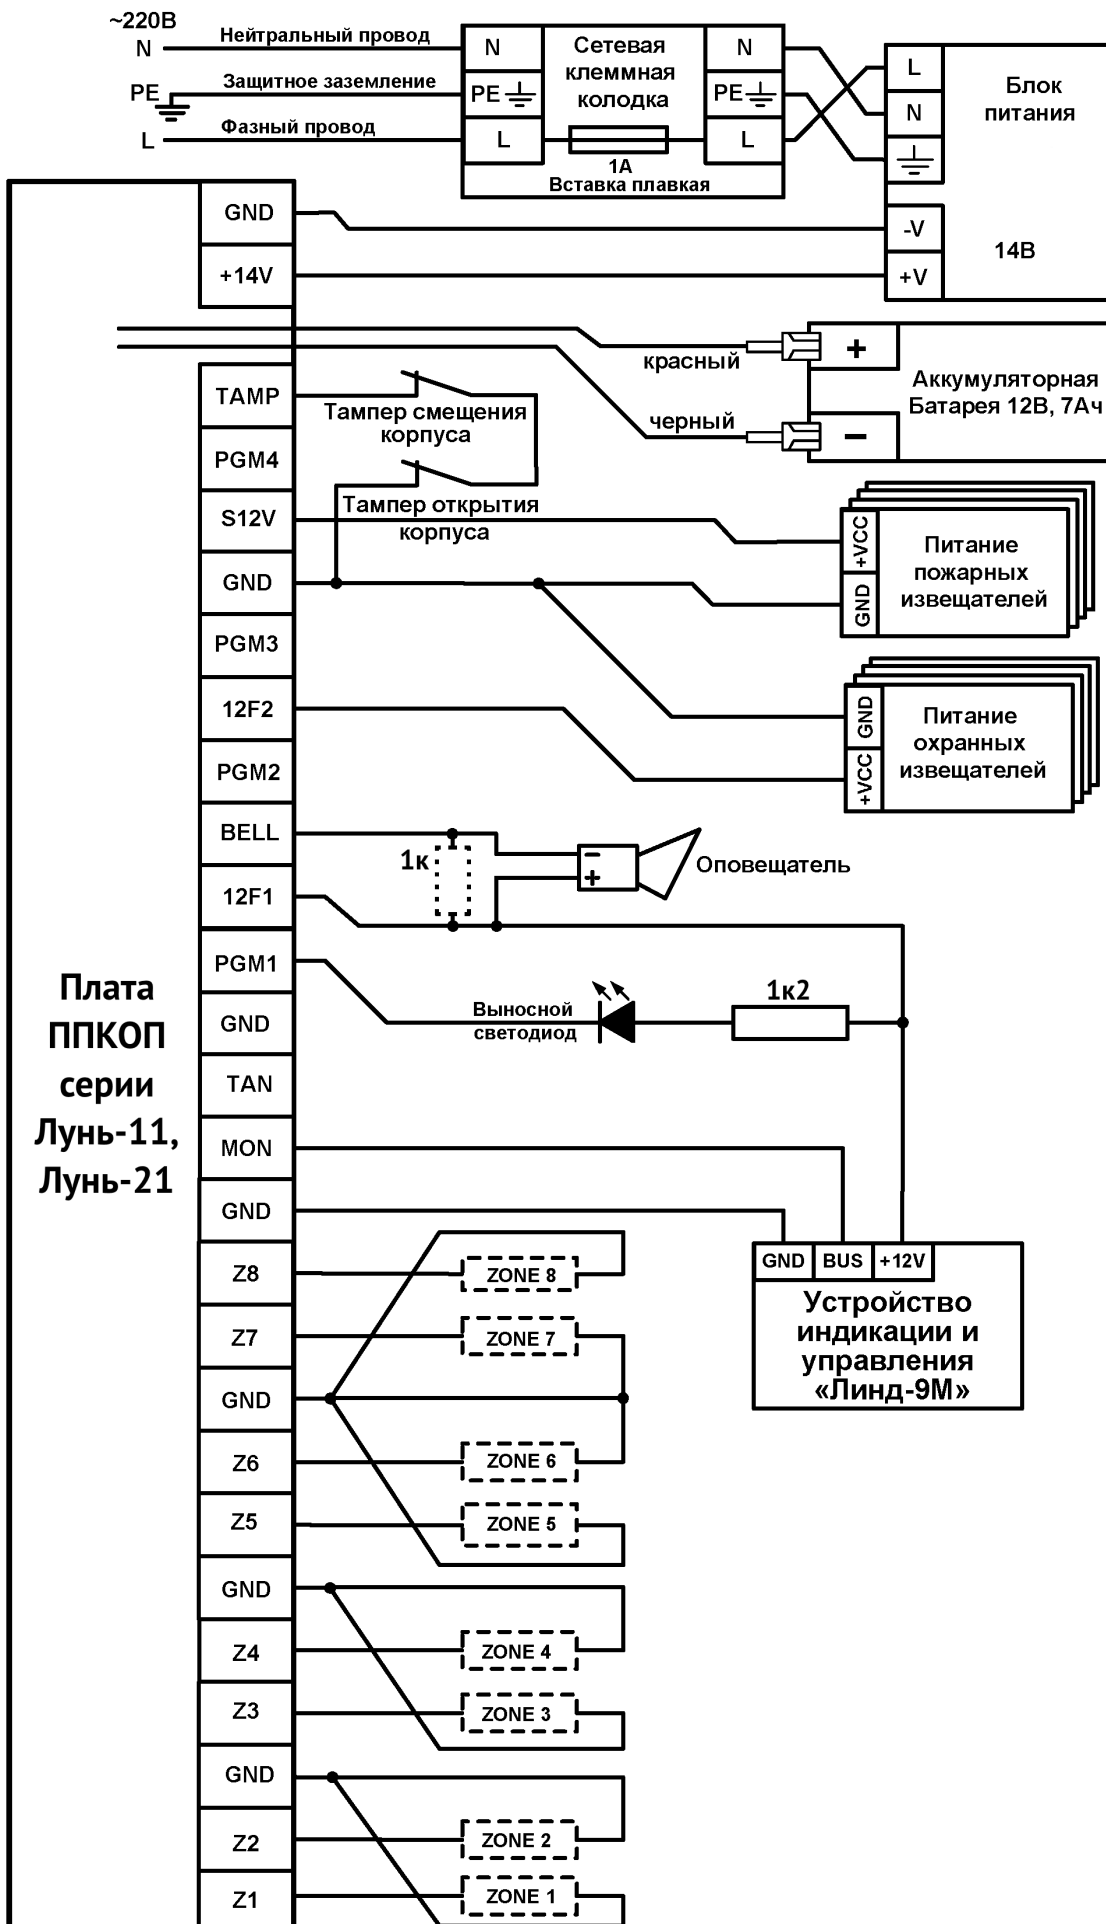 ~220В
N
Нейтральный провод
PE
Защитное заземление
L
Фазный провод
N
PE
L
Сетевая
клеммная
колодка
1А
Вставка плавкая
N
PE
L
L
N
Блок
питания
-V
+V
14В
GND
+14V
красный
+
черный
−
Аккумуляторная
Батарея 12В, 7Ач
TAMP
Тампер смещения
корпуса
PGM4
S12V
Тампер открытия
корпуса
+VCC
GND
Питание
пожарных
извещателей
GND
PGM3
12F2
GND
+VCC
Питание
охранных
извещателей
PGM2
BELL
1к
−
+
Оповещатель
12F1
PGM1
Выносной
светодиод
1к2
Плата
ППКОП
серии
Лунь-11,
Лунь-21
GND
TAN
MON
GND
GND
BUS
+12V
Устройство
индикации и
управления
«Линд-9М»
Z8
ZONE 8
Z7
ZONE 7
GND
Z6
ZONE 6
Z5
ZONE 5
GND
Z4
ZONE 4
Z3
ZONE 3
GND
Z2
ZONE 2
Z1
ZONE 1